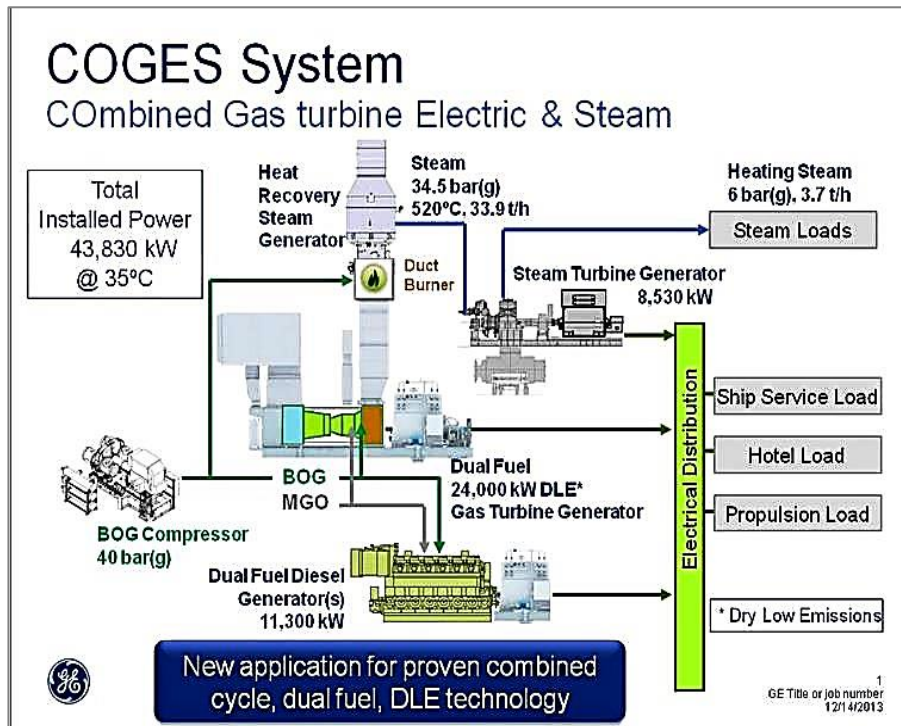 COGES System
COmbined Gas turbine Electric & Steam
Total
Installed Power
43,830 kW
@ 35°C
Heat
Recovery
Steam
Generator
Steam
34.5 bar(g)
520°C, 33.9 t/h
Heating Steam
6 bar(g), 3.7 t/h
Steam Loads
Duct
Burner
Steam Turbine Generator
8,530 kW
Electrical Distribution
Ship Service Load
Hotel Load
Propulsion Load
BOG
MGO
Dual Fuel
24,000 kW DLE*
Gas Turbine Generator
BOG Compressor
40 bar(g)
Dual Fuel Diesel
Generator(s)
11,300 kW
* Dry Low Emissions
New application for proven combined
cycle, dual fuel, DLE technology
GE
1
GE Title or job number
12/14/2013